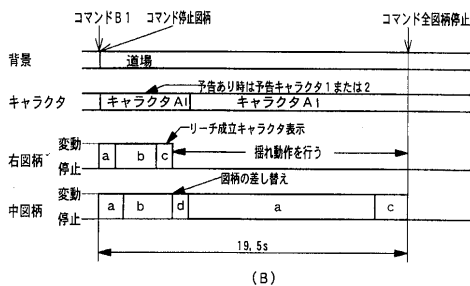 コマンドB1
コマンド停止図柄
コマンド全図柄停止
背景
道場
予告あり時は予告キャラクタ1または2
キャラクタ
キャラクタA1
キャラクタA1
リーチ成立キャラクタ表示
右図柄
変動
停止
a
b
c
揺れ動作を行う
図柄の差し替え
中図柄
変動
停止
a
b
d
a
c
19.5s
(B)